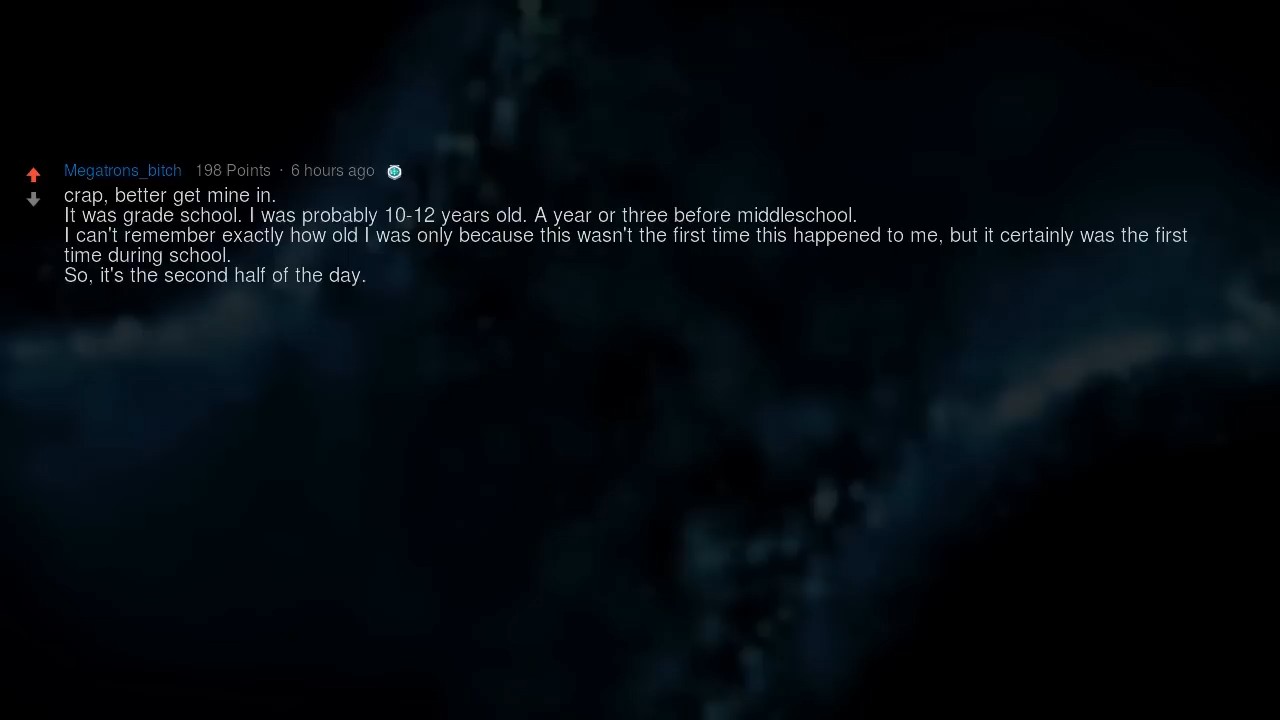 Megatrons_bitch 198 Points · 6 hours ago
crap, better get mine in.
It was grade school. I was probably 10-12 years old. A year or three before middleschool.
I can't remember exactly how old I was only because this wasn't the first time this happened to me, but it certainly was the first
time during school.
So, it's the second half of the day.